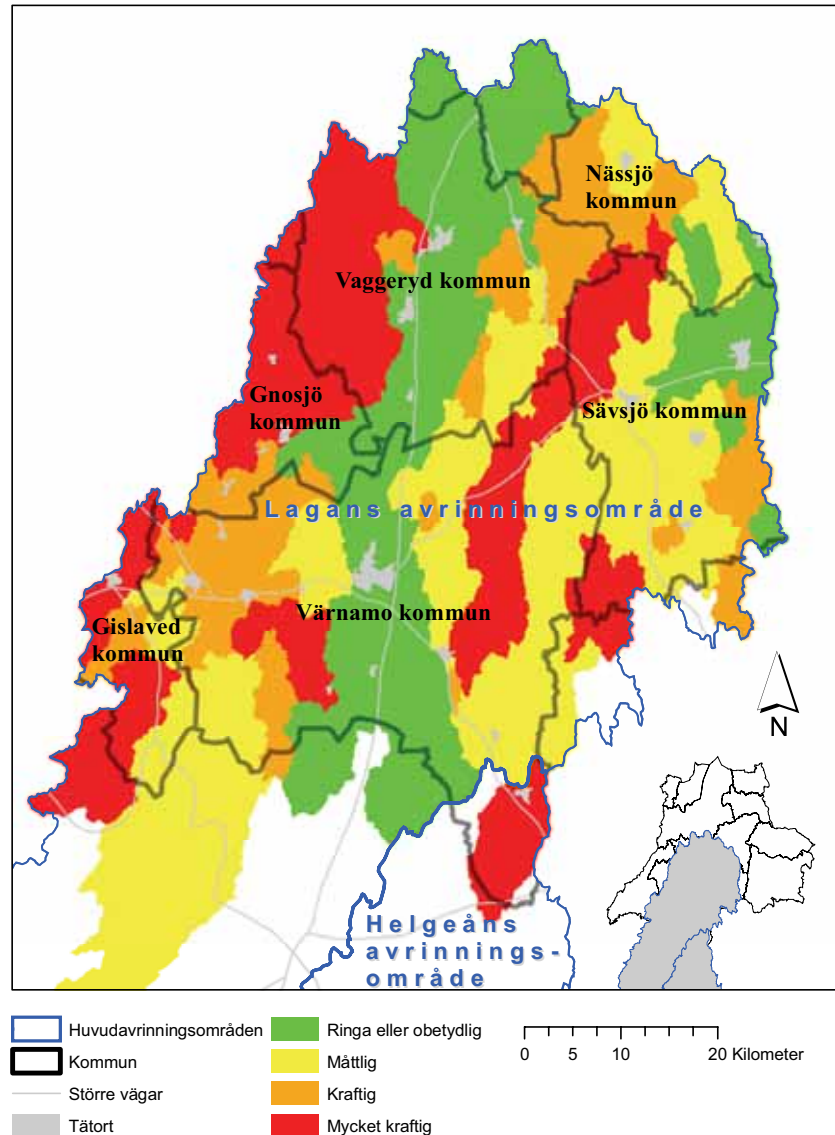 Nässjö
kommun
Vaggeryd kommun
Gnosjö
kommun
Sävsjö kommun
Lagans avrinningsområde
Värnamo kommun
Gislaved
kommun
N
Helgeåns
avrinnings-
område
Huvudavrinningsområden
Kommun
Större vägar
Tätort
Ringa eller obetydlig
Måttlig
Kraftig
Mycket kraftig
0 5 10 20 Kilometer